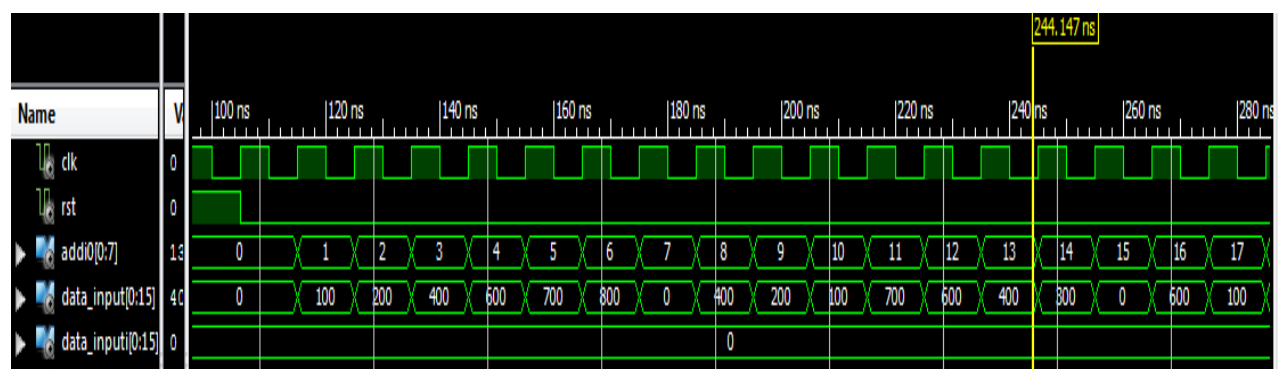 244.147 ns
Name V
100 ns 120 ns 140 ns 160 ns 180 ns 200 ns 220 ns 240 ns 260 ns 280 ns
clk 0
rst 0
addi0[0:7] 0 1 2 3 4 5 6 7 8 9 10 11 12 13 14 15 16 17
data_input[0:15] 0 100 200 400 600 700 800 0 400 200 100 700 600 400 300 0 600 100
data_inputi[0:15] 0 0